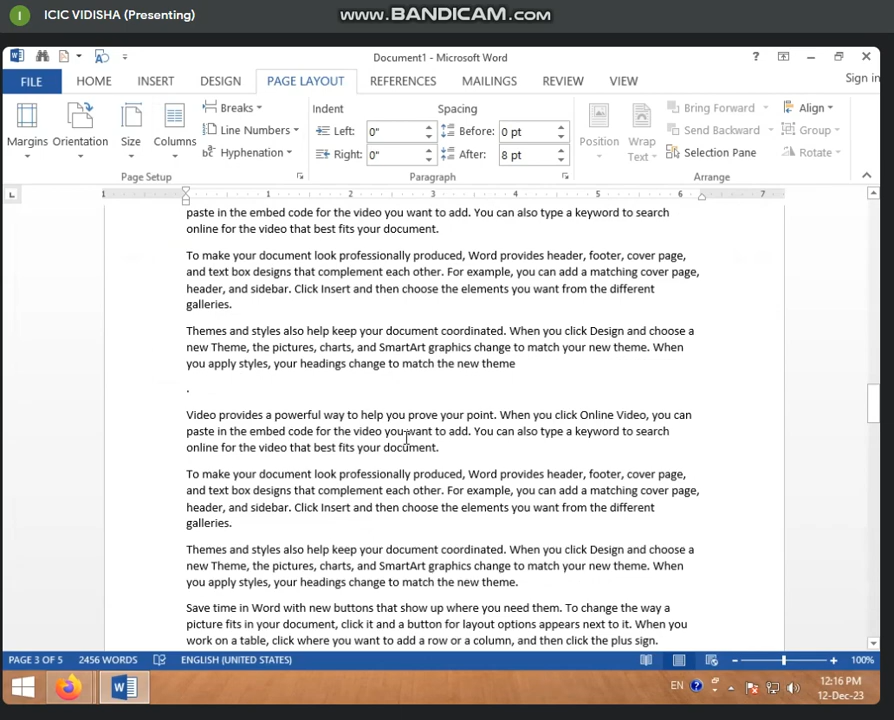 I ICIC VIDISHA (Presenting)
www.BANDICAM.com
Document1 - Microsoft Word
?
FILE HOME INSERT DESIGN PAGE LAYOUT REFERENCES MAILINGS REVIEW VIEW Sign in
Margins Orientation Size Columns
Breaks
Line Numbers
Hyphenation
Page Setup
Indent
Left: 0"
Right: 0"
Spacing
Before: 0 pt
After: 8 pt
Paragraph
Position Wrap Text
Bring Forward
Send Backward
Selection Pane
Align
Group
Rotate
Arrange
1 1 2 3 4 5 6 7
paste in the embed code for the video you want to add. You can also type a keyword to search
online for the video that best fits your document.
To make your document look professionally produced, Word provides header, footer, cover page,
and text box designs that complement each other. For example, you can add a matching cover page,
header, and sidebar. Click Insert and then choose the elements you want from the different
galleries.
Themes and styles also help keep your document coordinated. When you click Design and choose a
new Theme, the pictures, charts, and SmartArt graphics change to match your new theme. When
you apply styles, your headings change to match the new theme
.
Video provides a powerful way to help you prove your point. When you click Online Video, you can
paste in the embed code for the video you want to add. You can also type a keyword to search
online for the video that best fits your document.
To make your document look professionally produced, Word provides header, footer, cover page,
and text box designs that complement each other. For example, you can add a matching cover page,
header, and sidebar. Click Insert and then choose the elements you want from the different
galleries.
Themes and styles also help keep your document coordinated. When you click Design and choose a
new Theme, the pictures, charts, and SmartArt graphics change to match your new theme. When
you apply styles, your headings change to match the new theme.
Save time in Word with new buttons that show up where you need them. To change the way a
picture fits in your document, click it and a button for layout options appears next to it. When you
work on a table, click where you want to add a row or a column, and then click the plus sign.
PAGE 3 OF 5 2456 WORDS ENGLISH (UNITED STATES) 100%
EN ? 12:16 PM
12-Dec-23